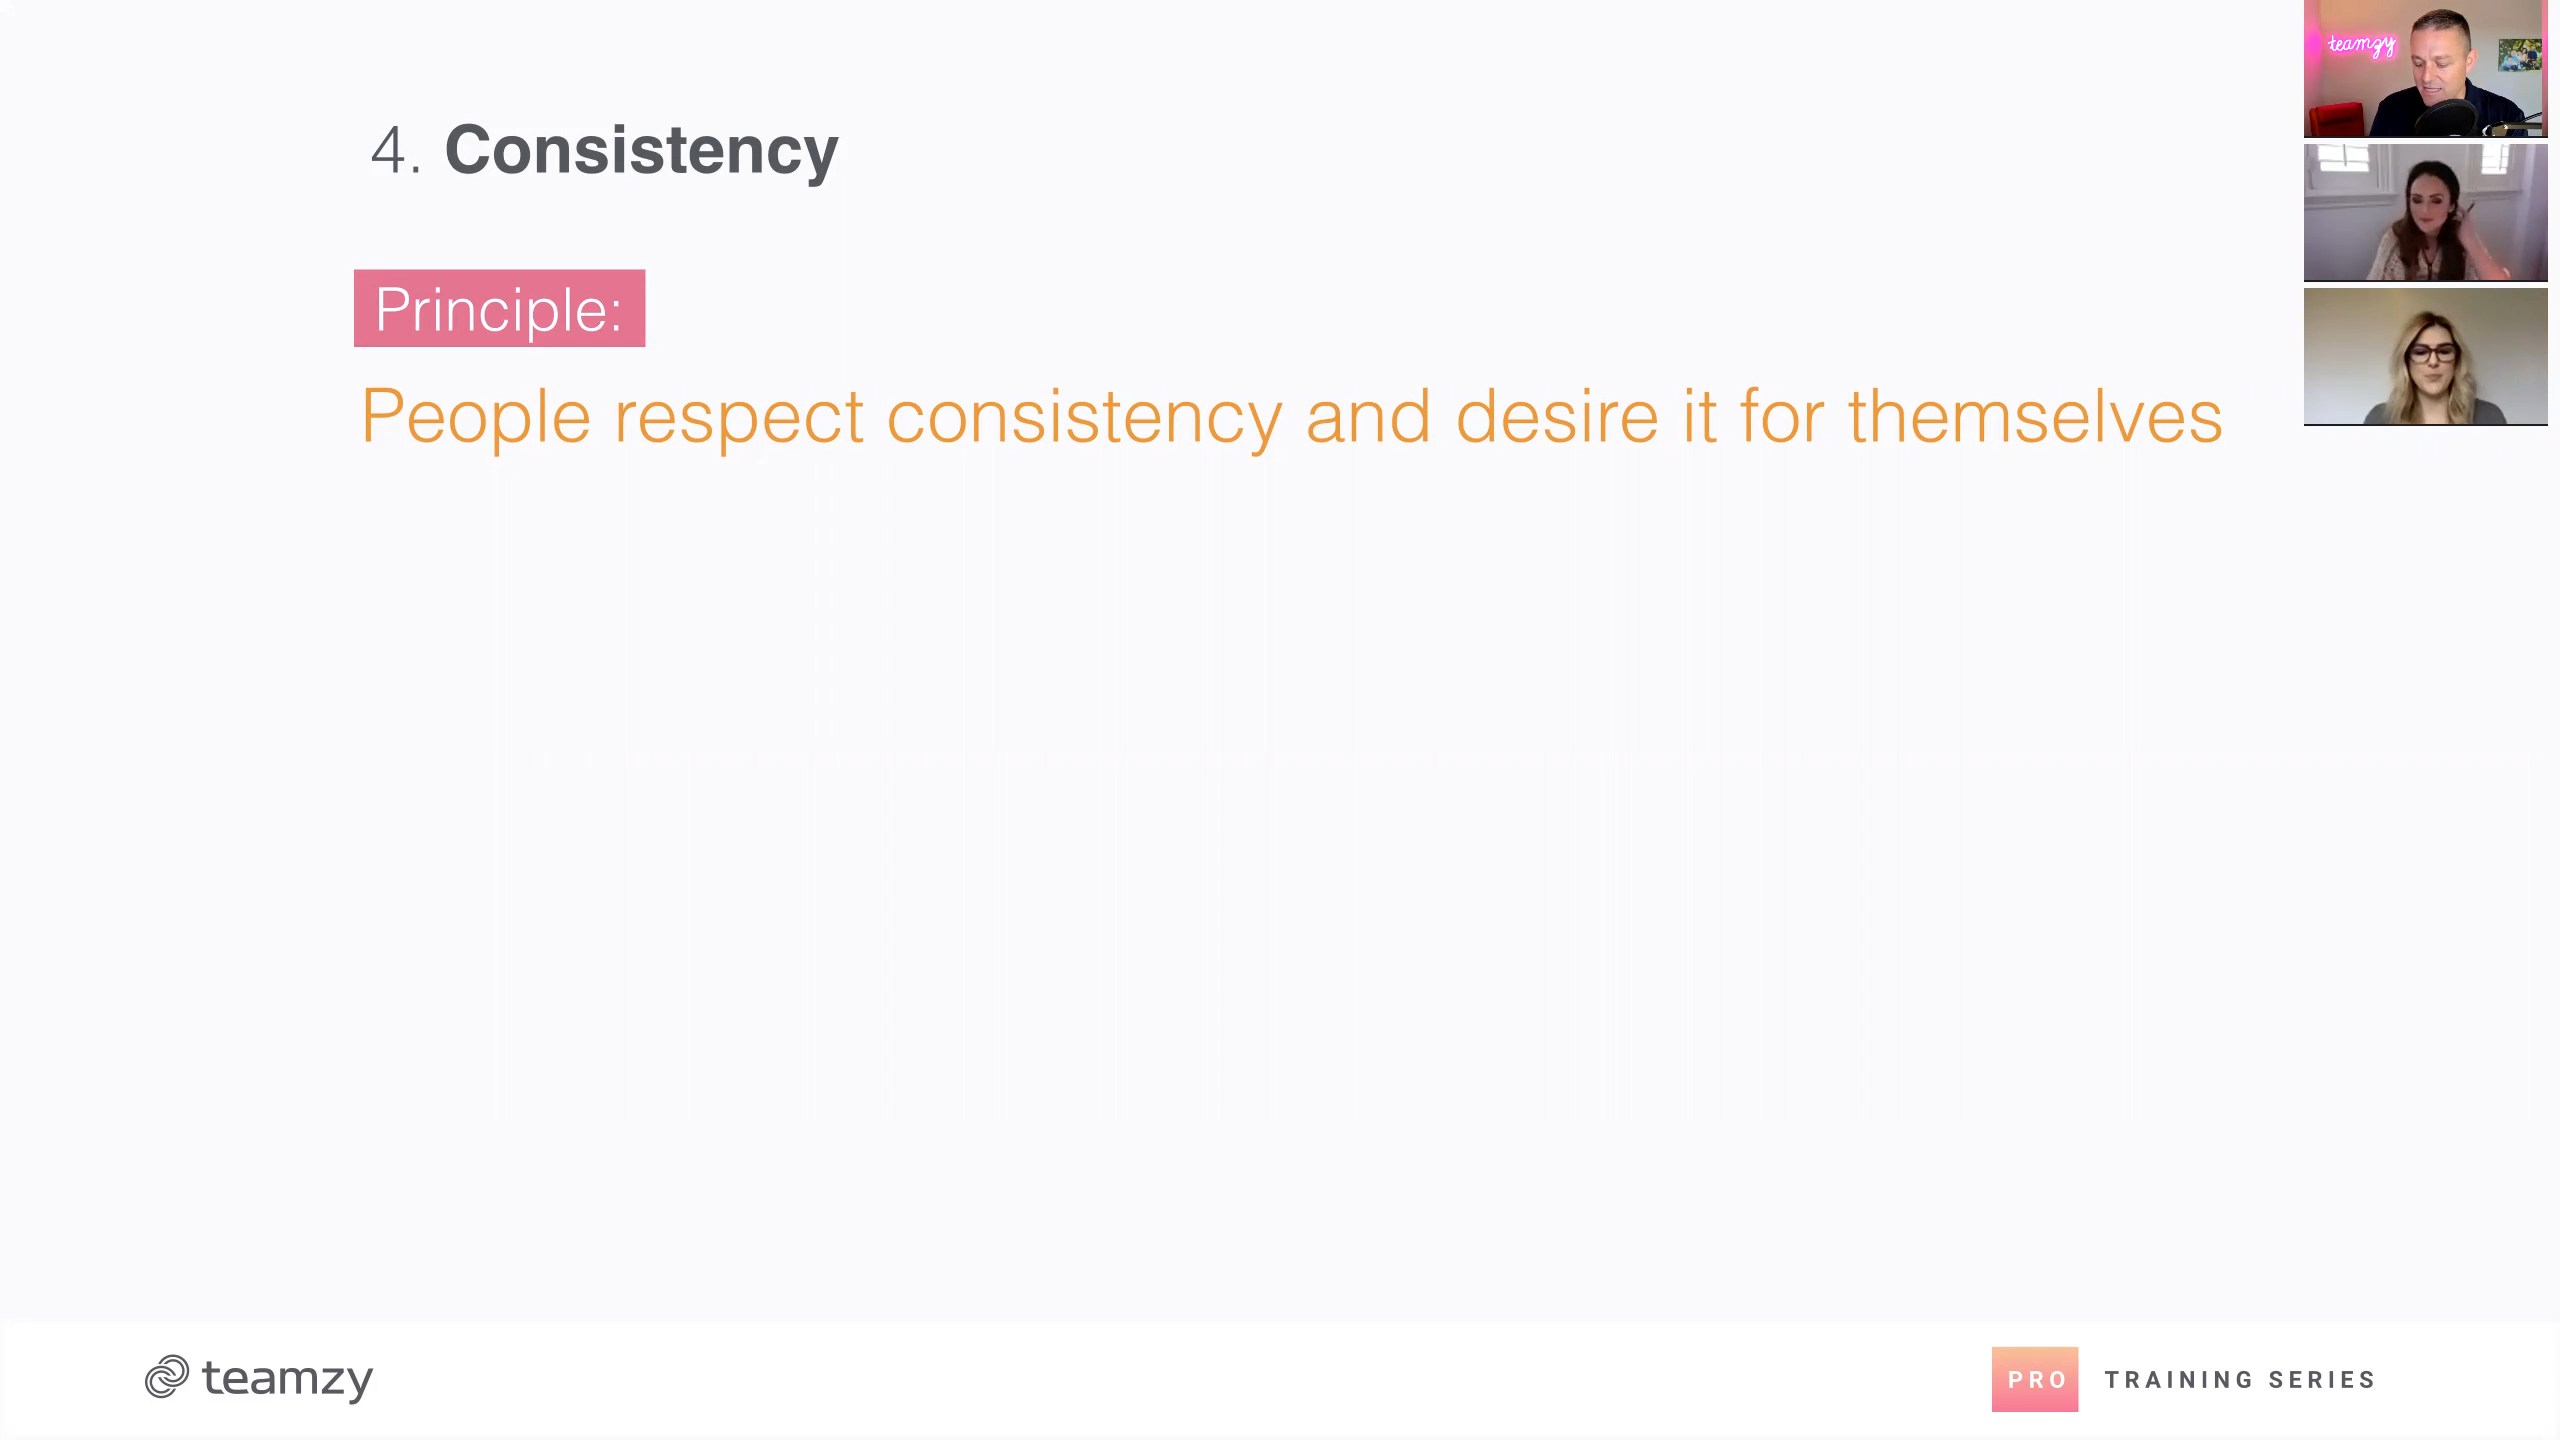 teamzy
4. Consistency
Principle:
People respect consistency and desire it for themselves
teamzy
PRO TRAINING SERIES